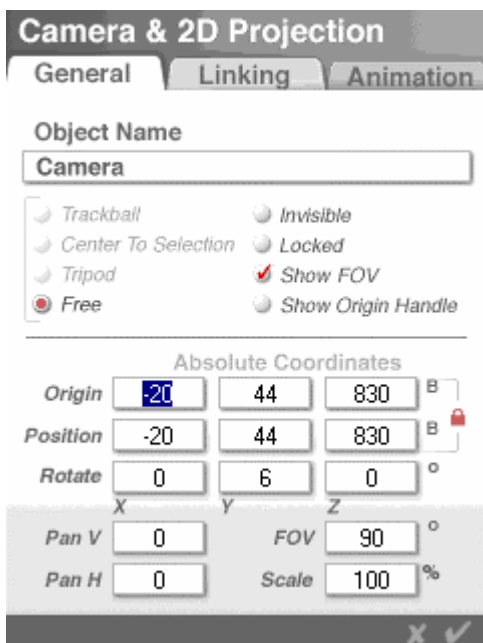 Camera & 2D Projection
General Linking Animation
Object Name
Camera
Trackball Invisible
Center To Selection Locked
Tripod Show FOV
Free Show Origin Handle
Absolute Coordinates
Origin -20 44 830 B
Position -20 44 830 B
Rotate 0 6 0 °
X Y Z
Pan V 0 FOV 90 °
Pan H 0 Scale 100 %